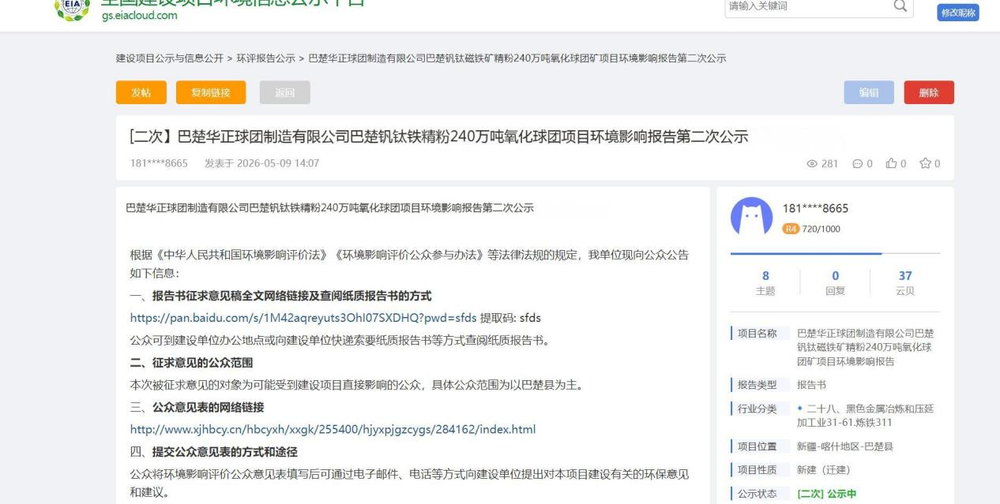 EIA
全国建设项目环境信息公示平台
gs.eiacloud.com
请输入关键词
修改昵称
建设项目公示与信息公开 > 环评报告公示 > 巴楚华正球团制造有限公司巴楚钒钛磁铁矿精粉240万吨氧化球团矿项目环境影响报告第二次公示
发帖
复制链接
返回
编辑
删除
[二次】巴楚华正球团制造有限公司巴楚钒钛铁精粉240万吨氧化球团项目环境影响报告第二次公示
181****8665 发表于 2026-05-09 14:07
281 0 0 0
巴楚华正球团制造有限公司巴楚钒钛铁精粉240万吨氧化球团项目环境影响报告第二次公示
根据《中华人民共和国环境影响评价法》《环境影响评价公众参与办法》等法律法规的规定，我单位现向公众公告
如下信息：
一、报告书征求意见稿全文网络链接及查阅纸质报告书的方式
https://pan.baidu.com/s/1M42aqreyuts3OhI07SXDHQ?pwd=sfds 提取码: sfds
公众可到建设单位办公地点或向建设单位快递索要纸质报告书等方式查阅纸质报告书。
二、征求意见的公众范围
本次被征求意见的对象为可能受到建设项目直接影响的公众，具体公众范围为以巴楚县为主。
三、公众意见表的网络链接
http://www.xjhbcy.cn/hbcyxh/xxgk/255400/hjyxpjgzcygs/284162/index.html
四、提交公众意见表的方式和途径
公众将环境影响评价公众意见表填写后可通过电子邮件、电话等方式向建设单位提出对本项目建设有关的环保意见
和建议。
181****8665
R4 720/1000
8
主题
0
回复
37
云贝
项目名称 巴楚华正球团制造有限公司巴楚
钒钛磁铁矿精粉240万吨氧化球
团矿项目环境影响报告
报告类型 报告书
行业分类 二十八、黑色金属冶炼和压延
加工业31-61.炼铁311
项目位置 新疆-喀什地区-巴楚县
项目性质 新建（迁建）
公示状态 [二次] 公示中